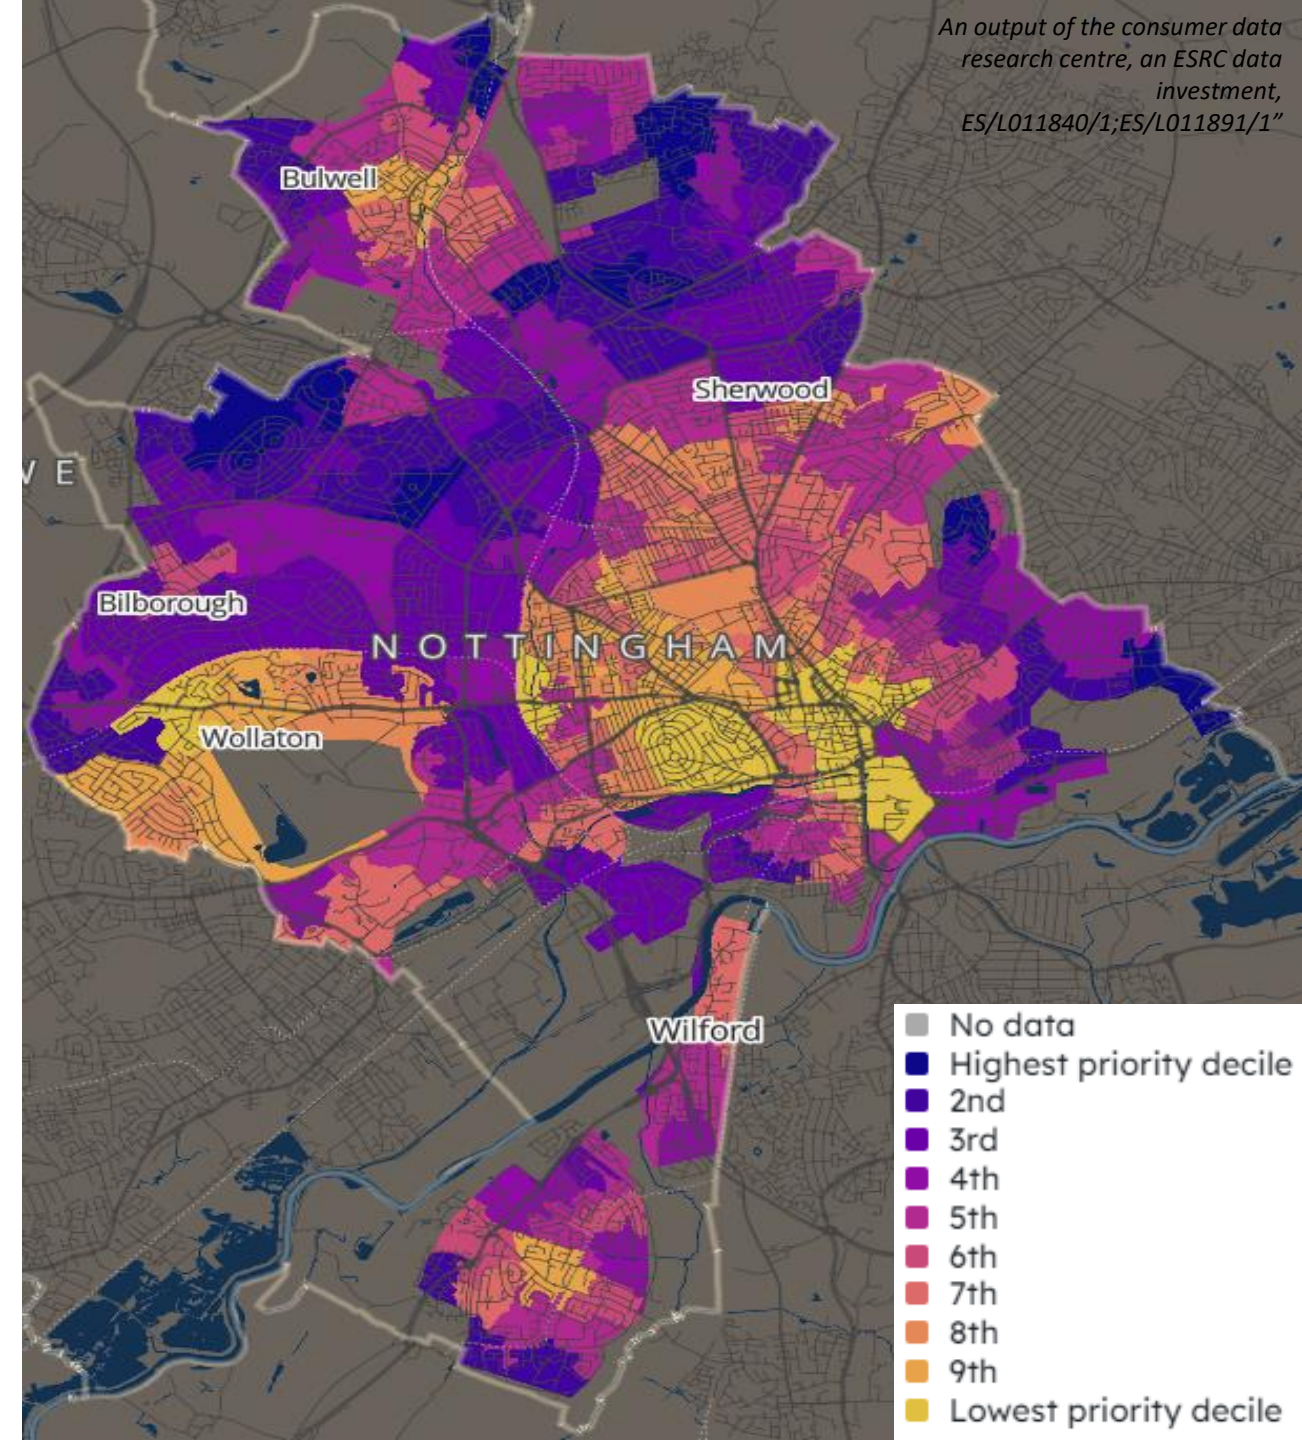 An output of the consumer data
research centre, an ESRC data
investment,
ES/L011840/1;ES/L011891/1”
Bulwell
Sherwood
V E
Bilborough
NOTTINGHAM
Wollaton
Wilford
No data
Highest priority decile
2nd
3rd
4th
5th
6th
7th
8th
9th
Lowest priority decile